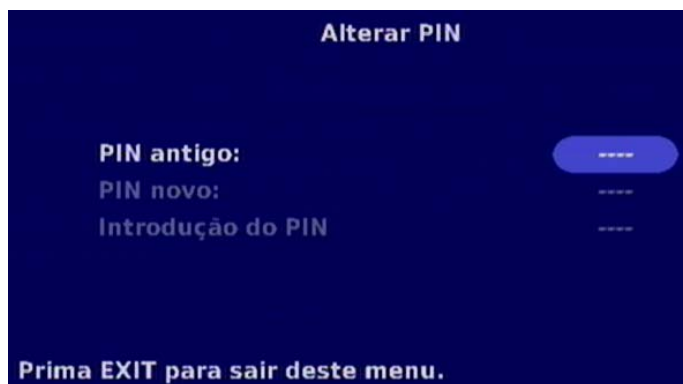 Alterar PIN
PIN antigo: ----
PIN novo: ----
Introdução do PIN ----
Prima EXIT para sair deste menu.